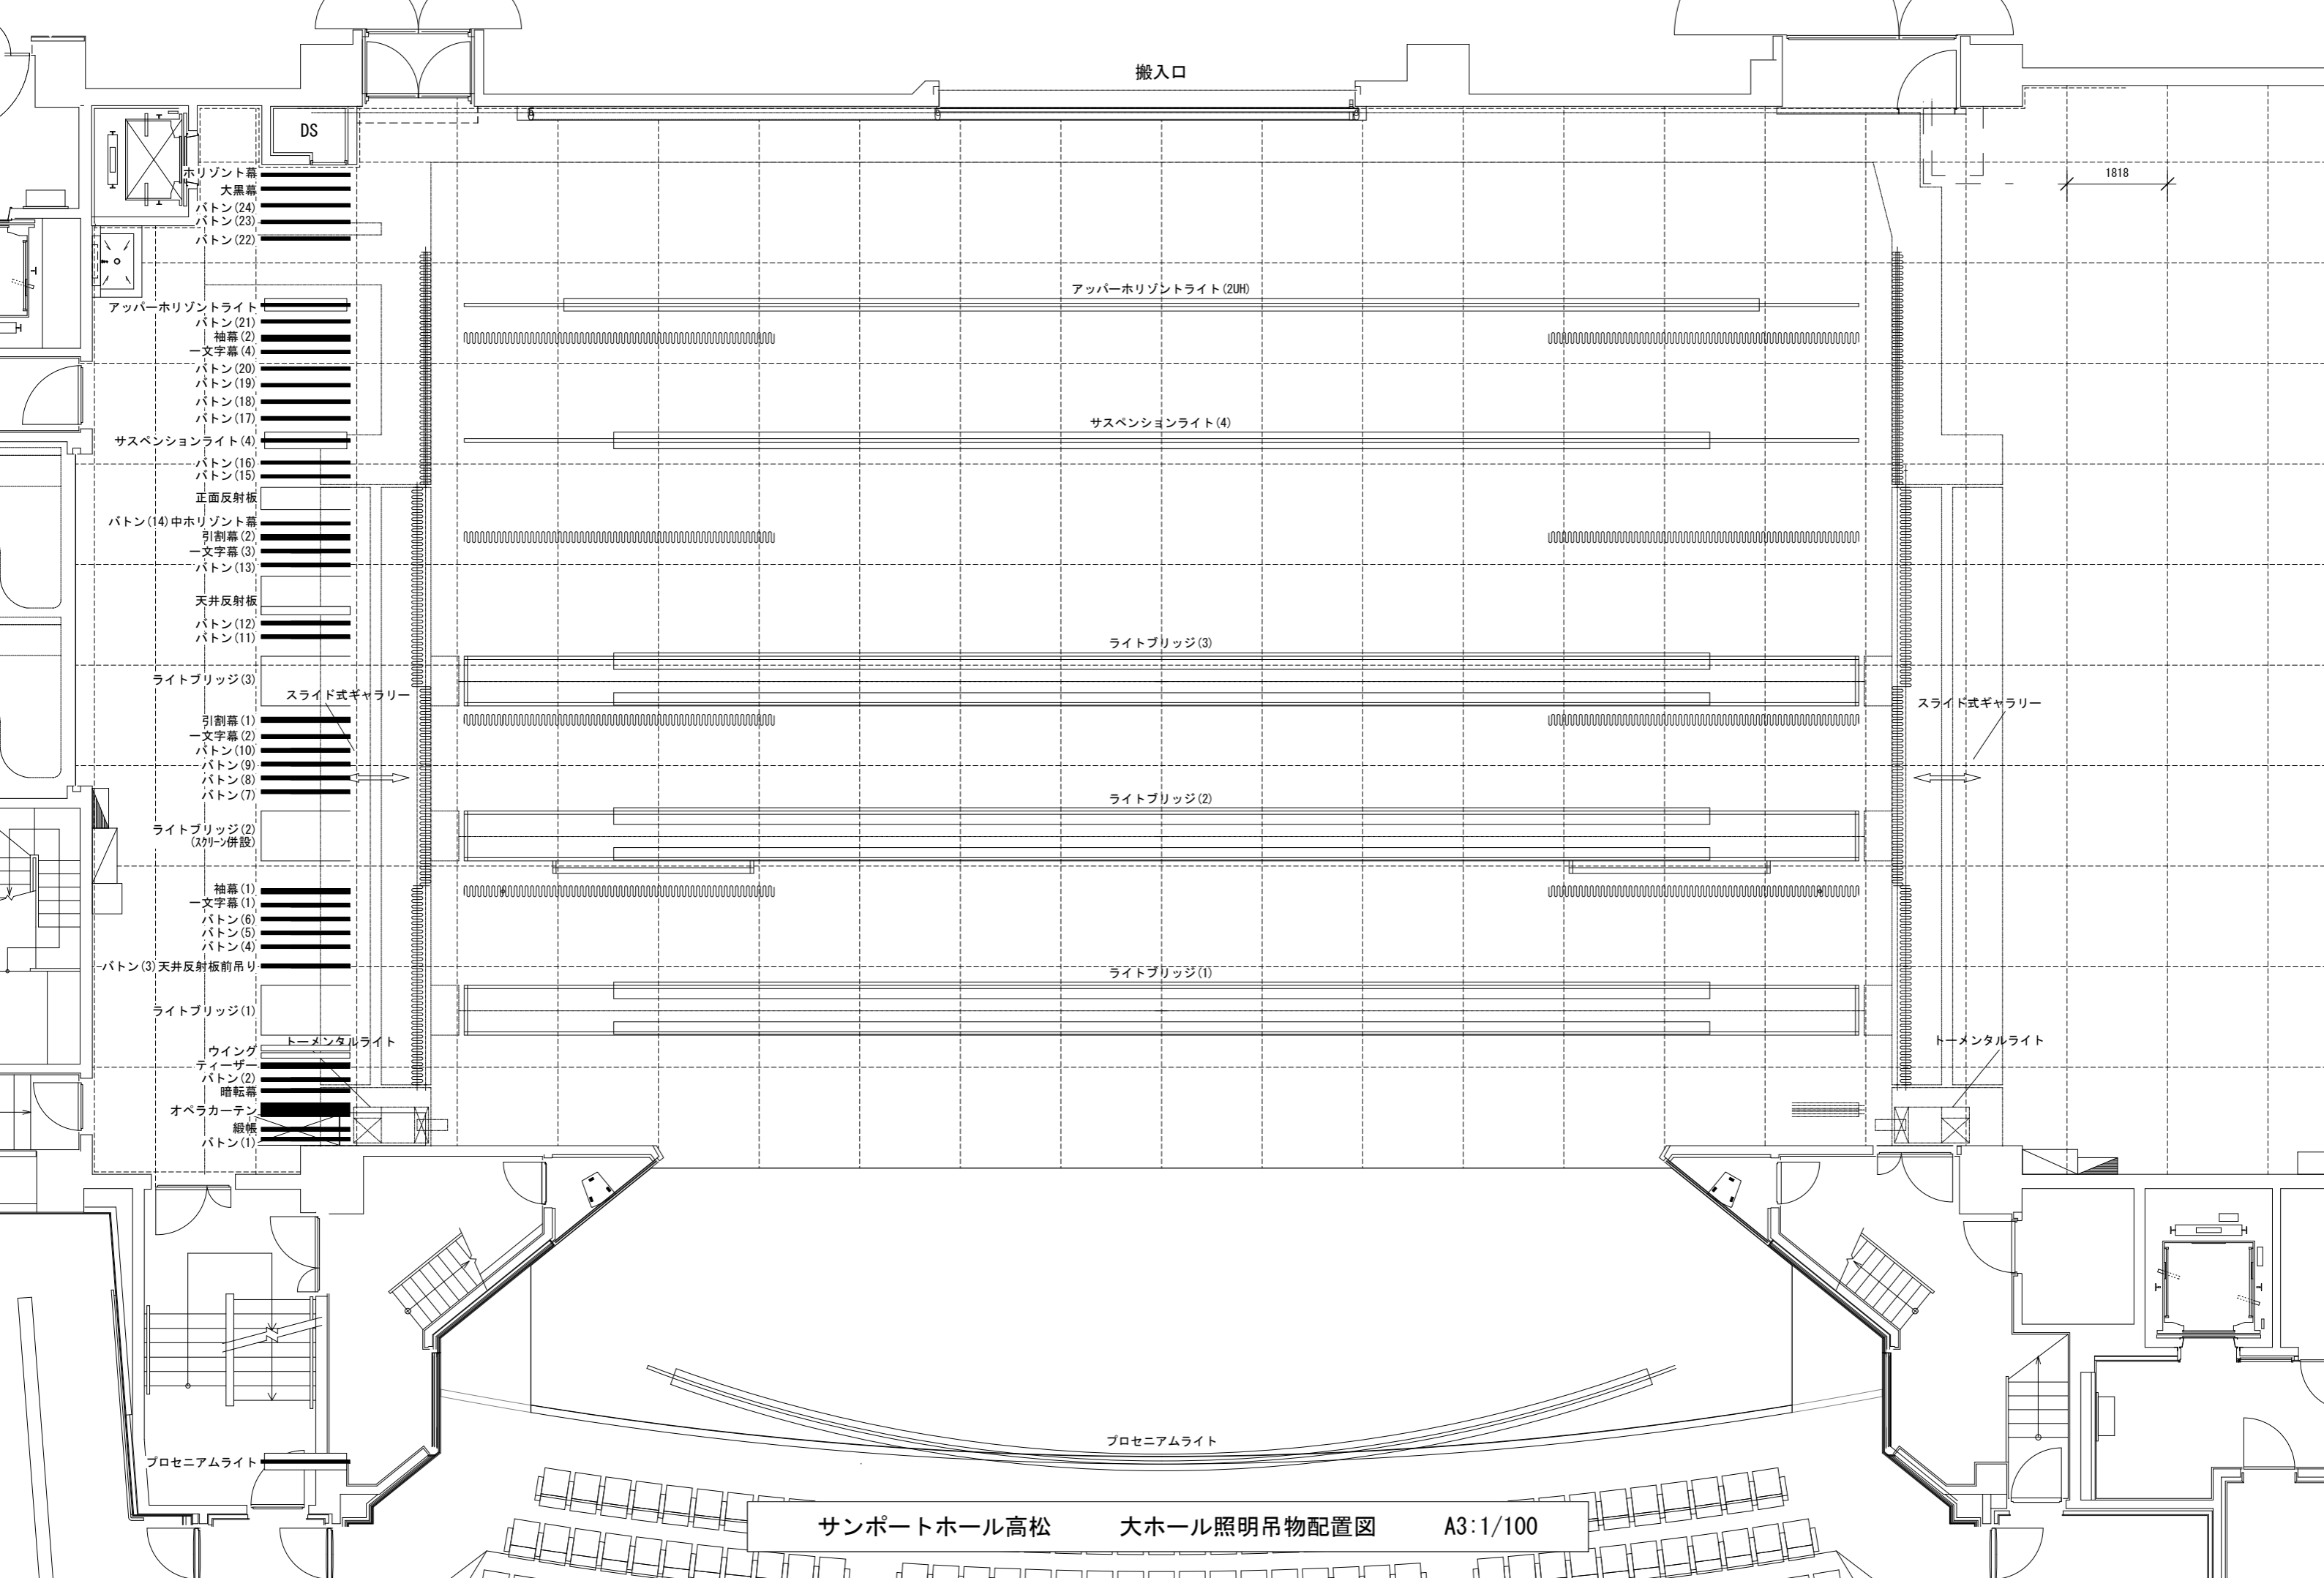 搬入口
DS
1818
ホリゾント幕
大黒幕
バトン(24)
バトン(23)
バトン(22)
アッパーホリゾントライト(2UH)
アッパーホリゾントライト
バトン(21)
袖幕(2)
一文字幕(4)
バトン(20)
バトン(19)
バトン(18)
バトン(17)
サスペンションライト(4)
サスペンションライト(4)
バトン(16)
バトン(15)
正面反射板
バトン(14)中ホリゾント幕
引割幕(2)
一文字幕(3)
バトン(13)
天井反射板
バトン(12)
バトン(11)
ライトブリッジ(3)
ライトブリッジ(3)
スライド式ギャラリー
スライド式ギャラリー
引割幕(1)
一文字幕(2)
バトン(10)
バトン(9)
バトン(8)
バトン(7)
ライトブリッジ(2)
ライトブリッジ(2)
(スクリーン併設)
袖幕(1)
一文字幕(1)
バトン(6)
バトン(5)
バトン(4)
バトン(3)天井反射板前吊り
ライトブリッジ(1)
ライトブリッジ(1)
トーメンタルライト
トーメンタルライト
ウイング
ティーザー
バトン(2)
暗転幕
オペラカーテン
緞帳
バトン(1)
プロセニアムライト
プロセニアムライト
サンポートホール高松 大ホール照明吊物配置図 A3:1/100